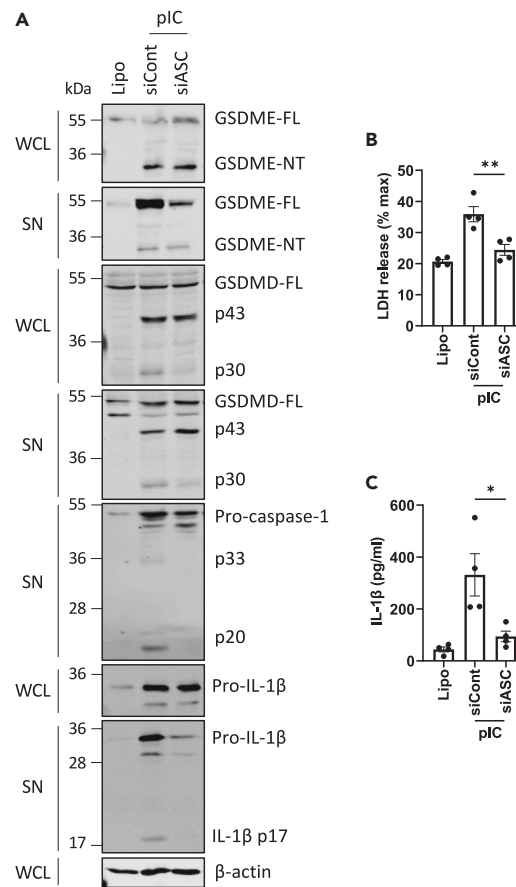 A
pIC
kDa
Lipo
siCont
siASC
WCL
55
36
GSDME-FL
GSDME-NT
SN
55
36
GSDME-FL
GSDME-NT
WCL
55
36
GSDMD-FL
p43
p30
SN
55
36
GSDMD-FL
p43
p30
SN
55
36
28
Pro-caspase-1
p33
p20
WCL
36
Pro-IL-1β
SN
36
28
17
Pro-IL-1β
IL-1β p17
WCL
β-actin
B
LDH release (% max)
50
40
30
20
10
0
**
Lipo
siCont
siASC
pIC
C
IL-1β (pg/ml)
600
400
200
0
*
Lipo
siCont
siASC
pIC